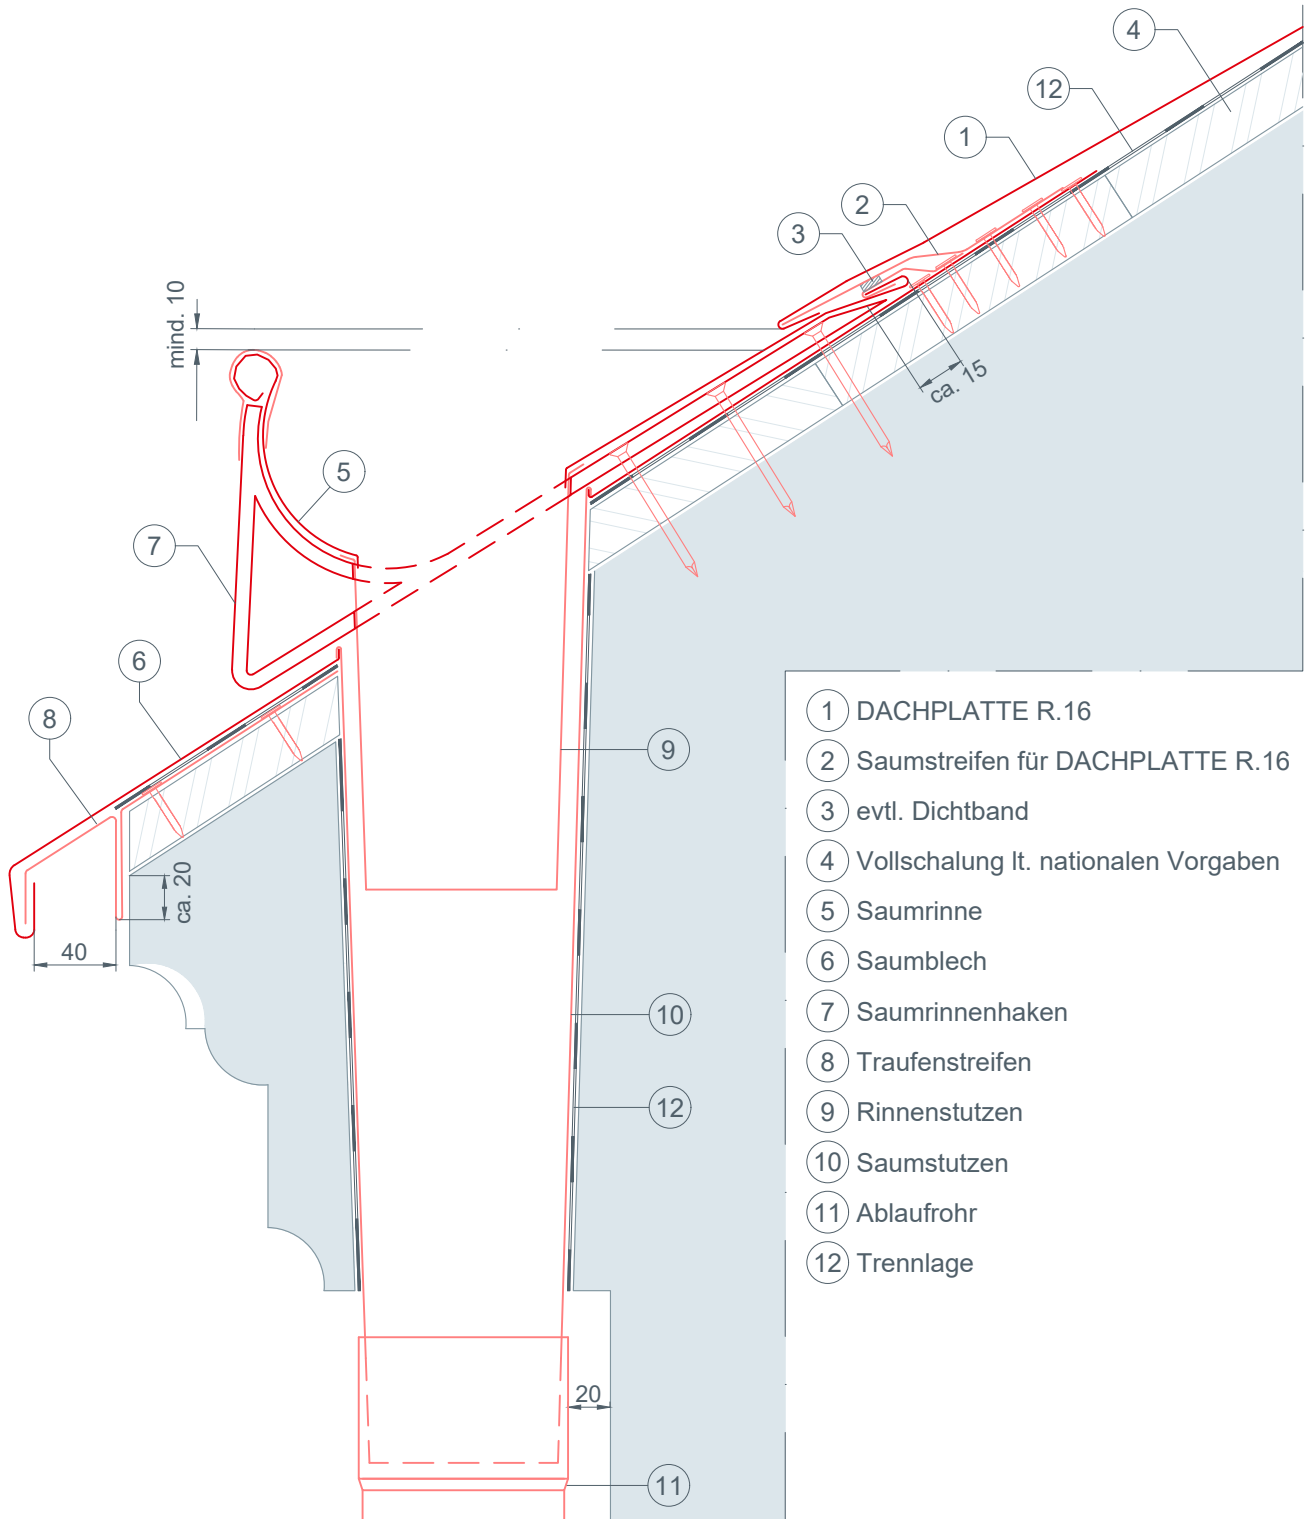 4
12
1
2
3
mind. 10
ca. 15
5
7
6
8
9
ca. 20
40
10
12
20
11
1 DACHPLATTE R.16
2 Saumstreifen für DACHPLATTE R.16
3 evtl. Dichtband
4 Vollschalung lt. nationalen Vorgaben
5 Saumrinne
6 Saumblech
7 Saumrinnenhaken
8 Traufenstreifen
9 Rinnenstutzen
10 Saumstutzen
11 Ablaufrohr
12 Trennlage